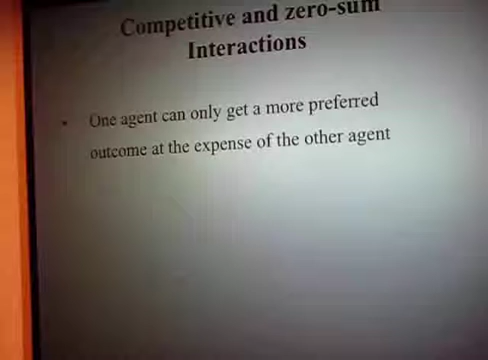 Competitive and zero-sum
Interactions
• One agent can only get a more preferred
outcome at the expense of the other agent